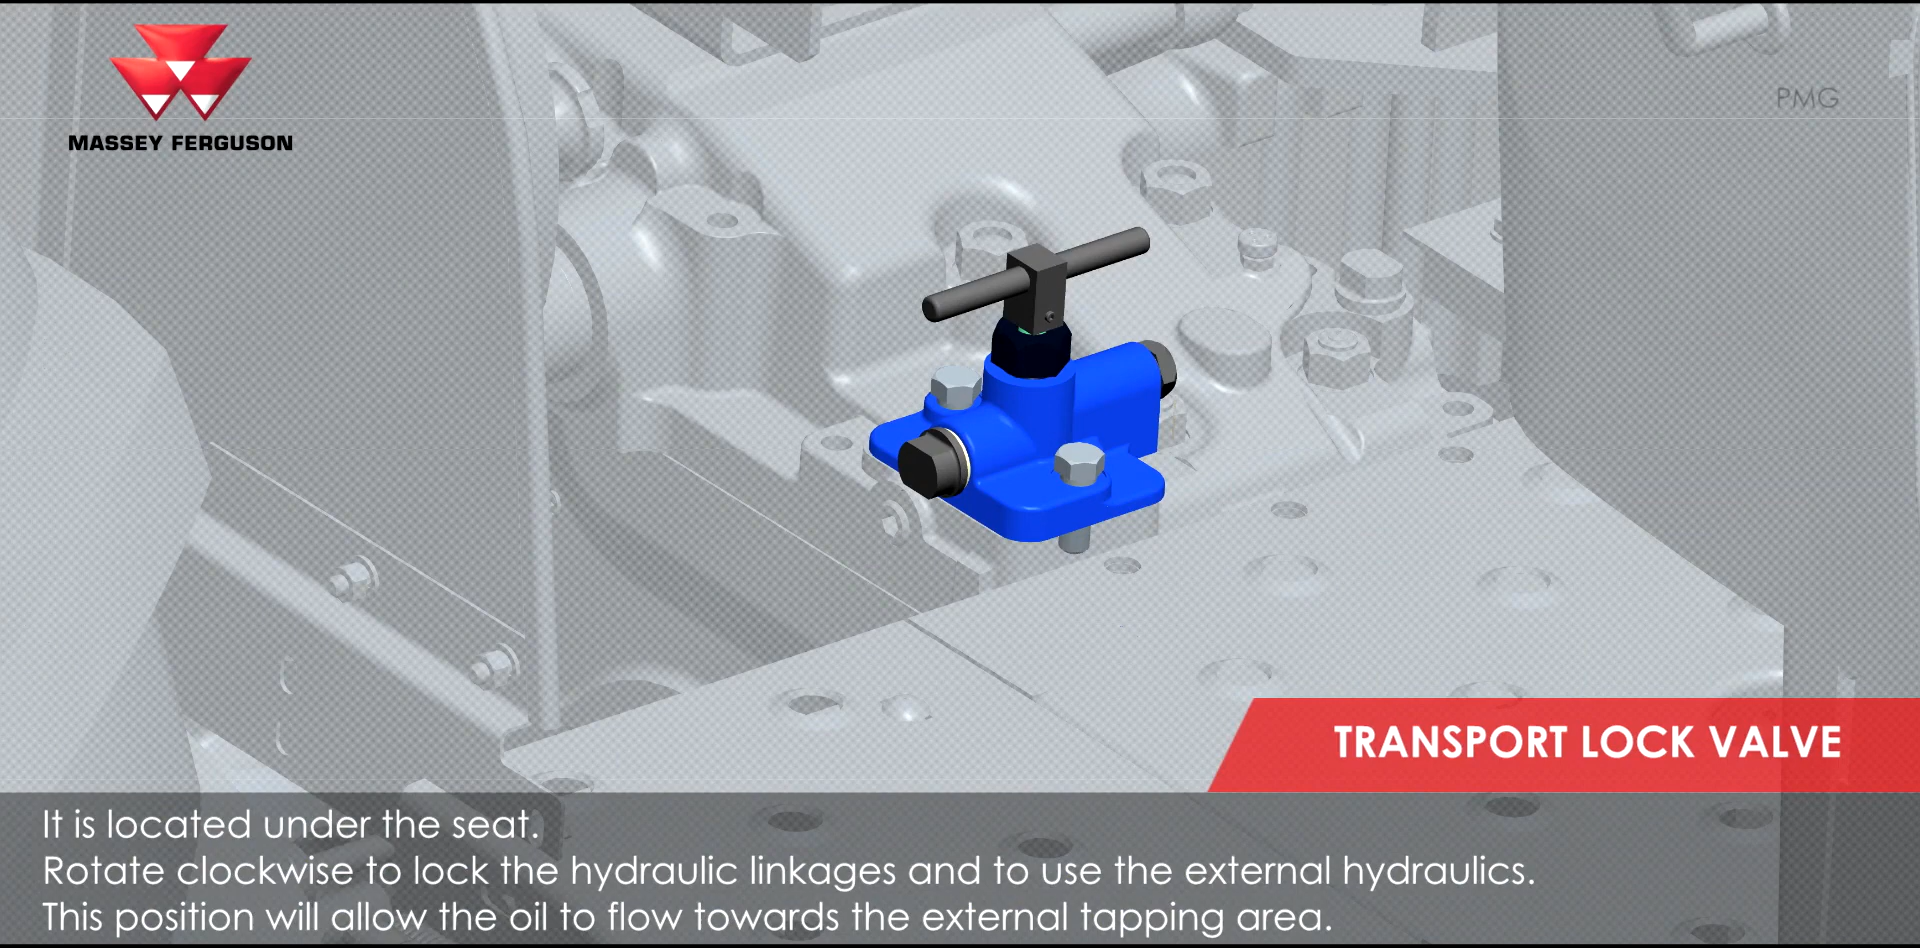 MASSEY FERGUSON
PMG
TRANSPORT LOCK VALVE
It is located under the seat.
Rotate clockwise to lock the hydraulic linkages and to use the external hydraulics.
This position will allow the oil to flow towards the external tapping area.